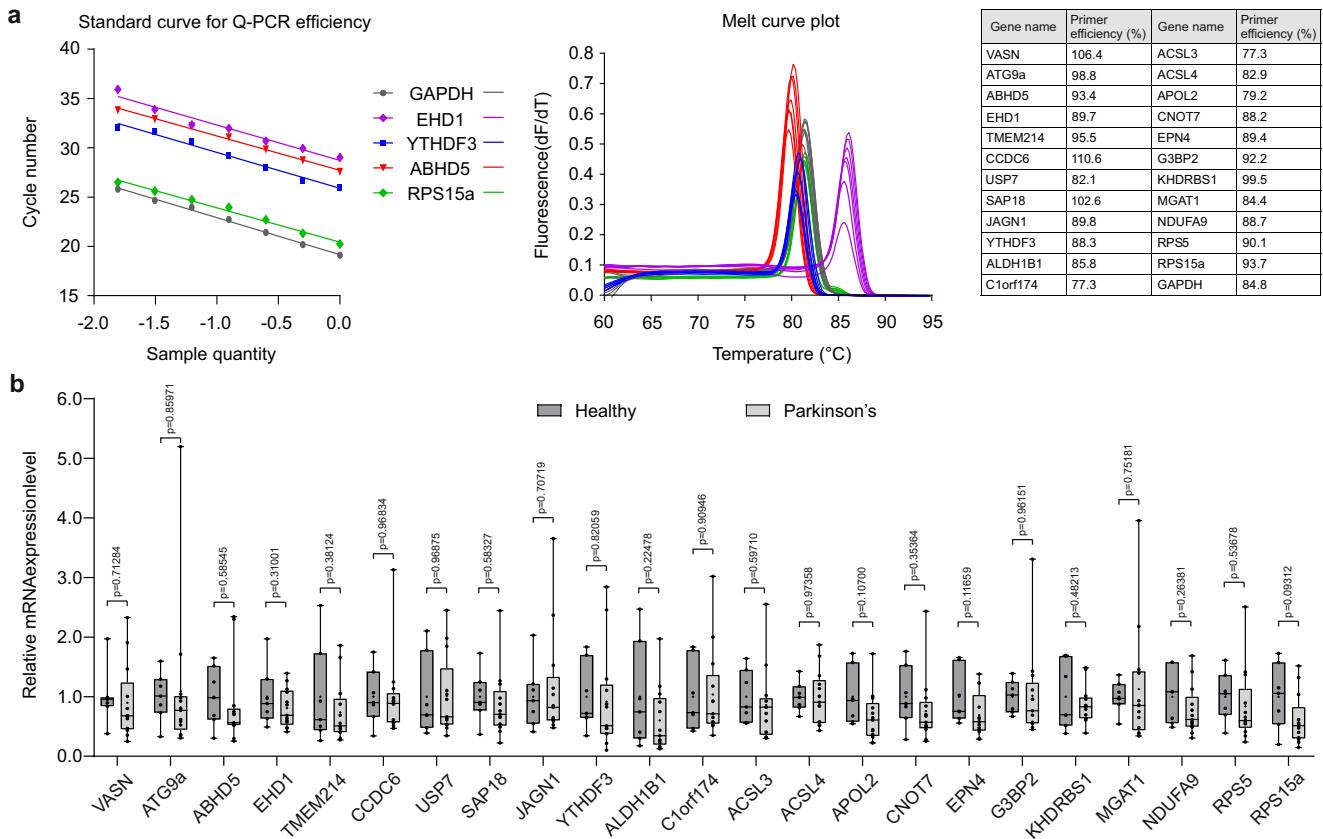 a
Standard curve for Q-PCR efficiency
40
35
30
25
20
15
Cycle number
-2.0 -1.5 -1.0 -0.5 0.0
Sample quantity
GAPDH
EHD1
YTHDF3
ABHD5
RPS15a
Melt curve plot
0.8
0.7
0.6
0.5
0.4
0.3
0.2
0.1
0.0
Fluorescence(dF/dT)
60 65 70 75 80 85 90 95
Temperature (°C)
Gene name Primer efficiency (%) Gene name Primer efficiency (%)
VASN 106.4 ACSL3 77.3
ATG9a 98.8 ACSL4 82.9
ABHD5 93.4 APOL2 79.2
EHD1 89.7 CNOT7 88.2
TMEM214 95.5 EPN4 89.4
CCDC6 110.6 G3BP2 92.2
USP7 82.1 KHDRBS1 99.5
SAP18 102.6 MGAT1 84.4
JAGN1 89.8 NDUFA9 88.7
YTHDF3 88.3 RPS5 90.1
ALDH1B1 85.8 RPS15a 93.7
C1orf174 77.3 GAPDH 84.8
b
6.0
5.0
4.0
3.0
2.0
1.0
0.0
Relative mRNAexpressionlevel
Healthy
Parkinson's
p=0.71284
p=0.85971
p=0.58545
p=0.31001
p=0.38124
p=0.96834
p=0.96875
p=0.58327
p=0.70719
p=0.82059
p=0.22478
p=0.90946
p=0.59710
p=0.97358
p=0.10700
p=0.35364
p=0.11659
p=0.96151
p=0.48213
p=0.75181
p=0.26381
p=0.53678
p=0.09312
VASN
ATG9a
ABHD5
EHD1
TMEM214
CCDC6
USP7
SAP18
JAGN1
YTHDF3
ALDH1B1
C1orf174
ACSL3
ACSL4
APOL2
CNOT7
EPN4
G3BP2
KHDRBS1
MGAT1
NDUFA9
RPS5
RPS15a